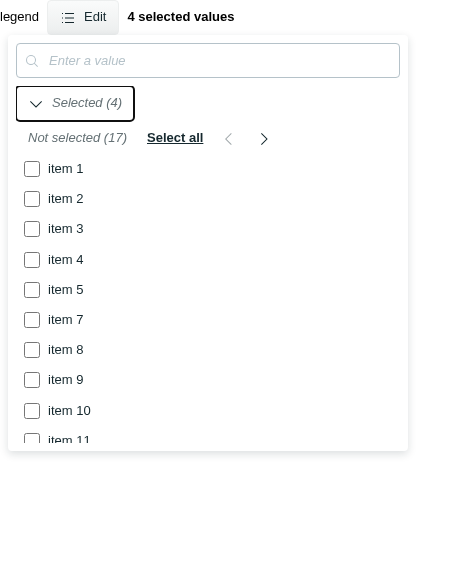 legend Edit 4 selected values
Enter a value
Selected (4)
Not selected (17) Select all
item 1
item 2
item 3
item 4
item 5
item 7
item 8
item 9
item 10
item 11